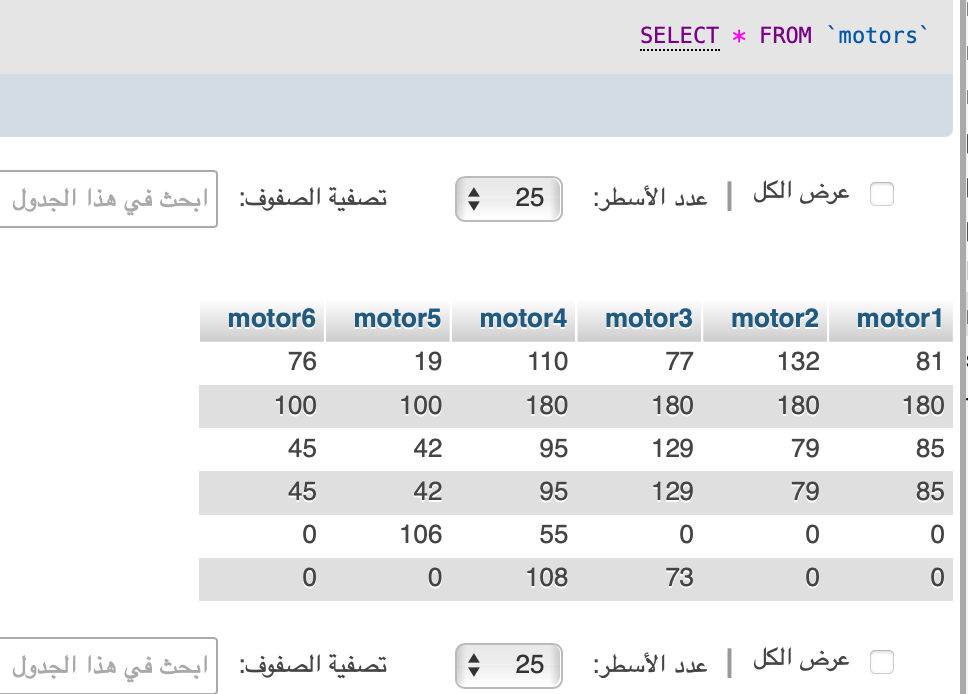 SELECT * FROM `motors`
عرض الكل | عدد الأسطر: 25 تصفية الصفوف: ابحث في هذا الجدول
motor1 motor2 motor3 motor4 motor5 motor6
81 132 77 110 19 76
180 180 180 180 100 100
85 79 129 95 42 45
85 79 129 95 42 45
0 0 0 55 106 0
0 0 73 108 0 0
عرض الكل | عدد الأسطر: 25 تصفية الصفوف: ابحث في هذا الجدول